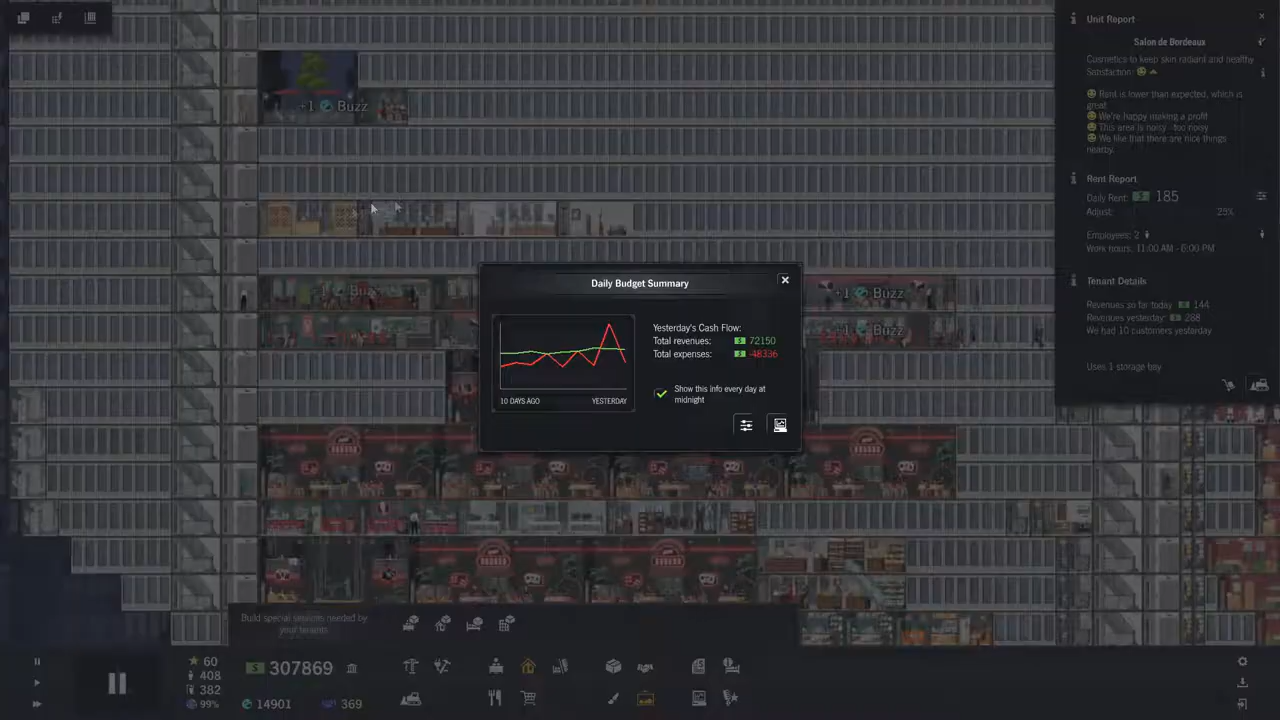 Unit Report
Salon de Bordeaux
Cosmetics to keep skin radiant and healthy
Satisfaction:
Rent is lower than expected, which is
great
We're happy making a profit
This area is noisy - too noisy
We like that there are nice things
nearby.
Rent Report
Daily Rent: 185
Adjust: 25%
Employees: 2
Work hours: 11:00 AM - 6:00 PM
Tenant Details
Revenues so far today 144
Revenues yesterday: 288
We had 10 customers yesterday
Uses 1 storage bay
+1 Buzz
+1 Buzz
+1 Buzz
+1 Buzz
Daily Budget Summary
Yesterday's Cash Flow:
Total revenues: 72150
Total expenses: -48336
Show this info every day at
midnight
10 DAYS AGO YESTERDAY
Build special services needed by
your tenants
60
408
382
99%
307869
14901 369